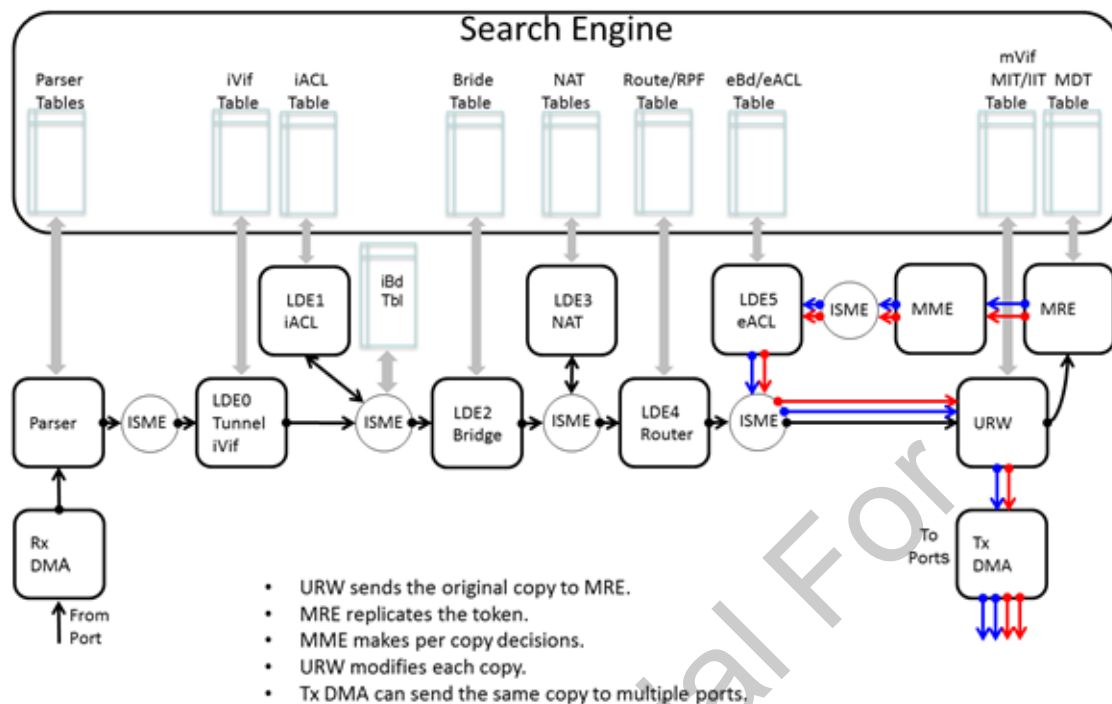 Search Engine
Parser
Tables
iVif
Table
iACL
Table
Bride
Table
NAT
Tables
Route/RPF
Table
eBd/eACL
Table
mVif
MIT/IIT
Table
MDT
Table
LDE1
iACL
iBd
Tbl
LDE3
NAT
LDE5
eACL
ISME
MME
MRE
Parser
ISME
LDE0
Tunnel
iVif
ISME
LDE2
Bridge
ISME
LDE4
Router
ISME
URW
Rx
DMA
To
Ports
Tx
DMA
From
Port
• URW sends the original copy to MRE.
• MRE replicates the token.
• MME makes per copy decisions.
• URW modifies each copy.
• Tx DMA can send the same copy to multiple ports.
For